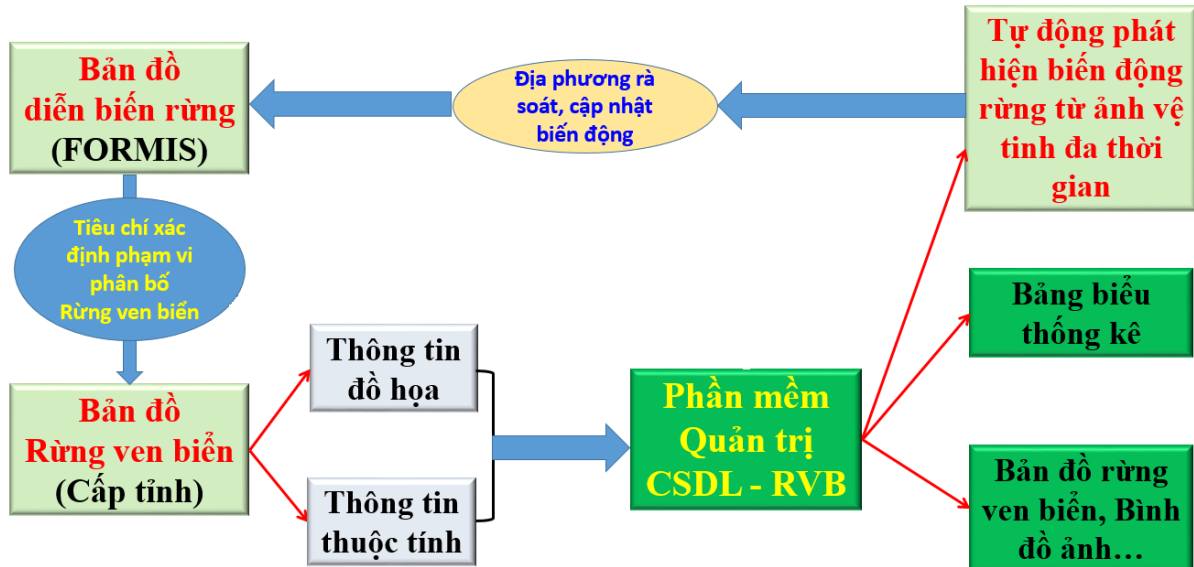 Bản đồ
diễn biến rừng
(FORMIS)
Địa phương rà
soát, cập nhật
biến động
Tự động phát
hiện biến động
rừng từ ảnh vệ
tinh đa thời
gian
Tiêu chí xác
định phạm vi
phân bố
Rừng ven biển
Bản đồ
Rừng ven biển
(Cấp tỉnh)
Thông tin
đồ họa
Thông tin
thuộc tính
Phần mềm
Quản trị
CSDL - RVB
Bảng biểu
thống kê
Bản đồ rừng
ven biển, Bình
đồ ảnh...